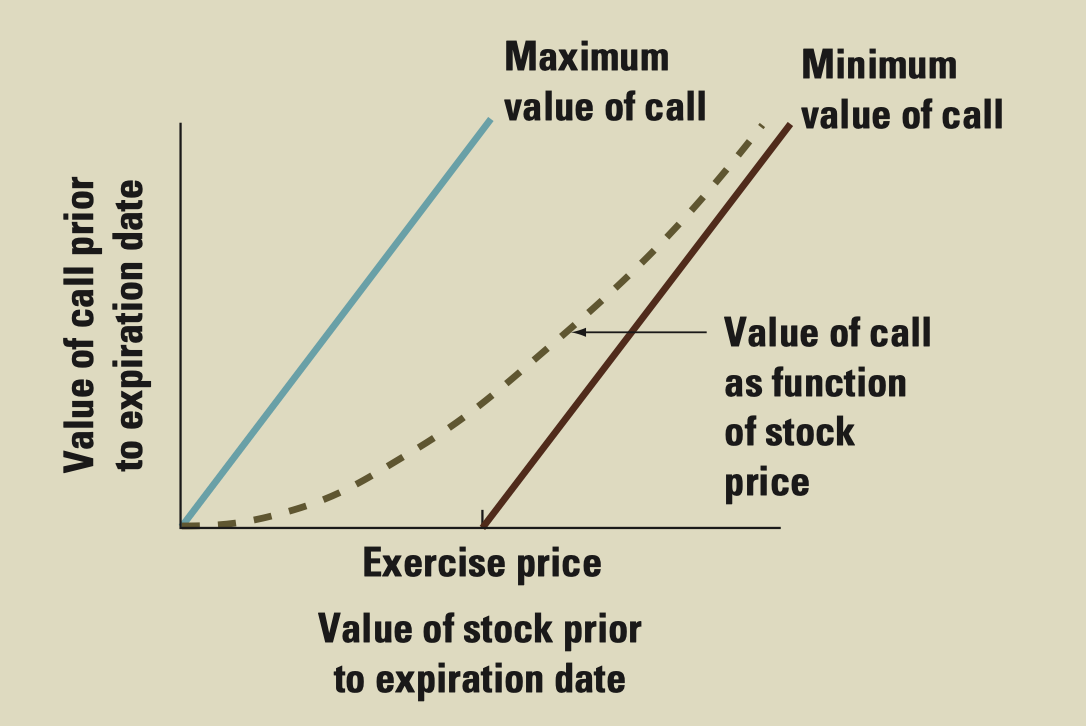 Maximum
value of call
Minimum
value of call
Value of call prior
to expiration date
Value of call
as function
of stock
price
Exercise price
Value of stock prior
to expiration date